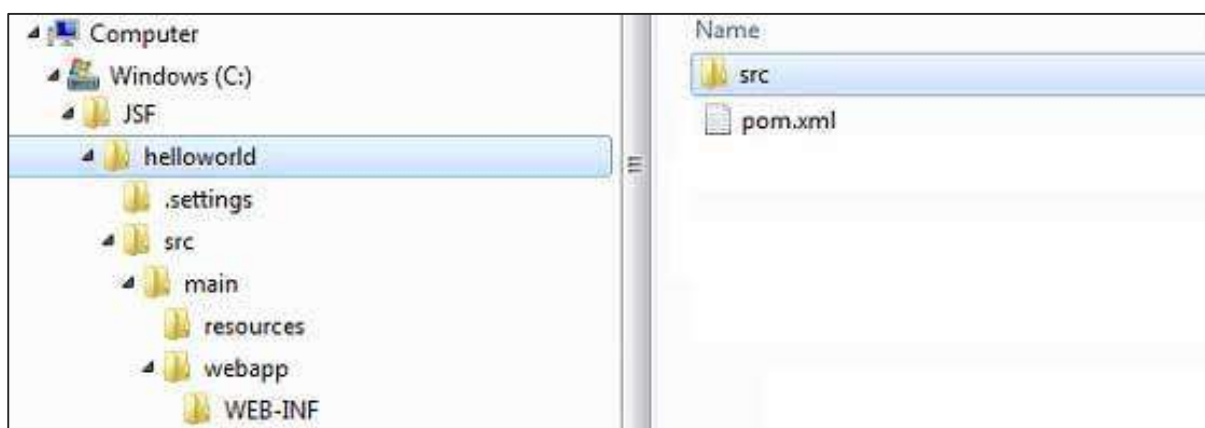 Computer
Windows (C:)
JSF
helloworld
.settings
src
main
resources
webapp
WEB-INF
Name
src
pom.xml